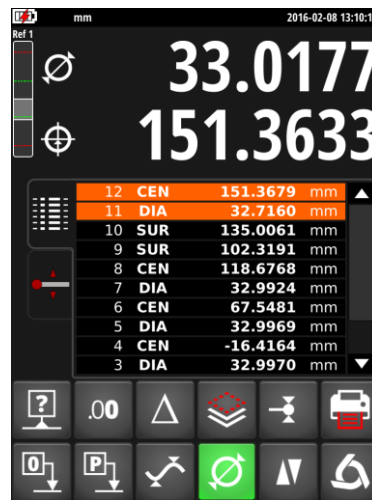 mm 2016-02-08 13:10:1
Ref 1
33.0177
151.3633
12 CEN 151.3679 mm
11 DIA 32.7160 mm
10 SUR 135.0061 mm
9 SUR 102.3191 mm
8 CEN 118.6768 mm
7 DIA 32.9924 mm
6 CEN 67.5481 mm
5 DIA 32.9969 mm
4 CEN -16.4164 mm
3 DIA 32.9970 mm
? .00 Δ
0 P